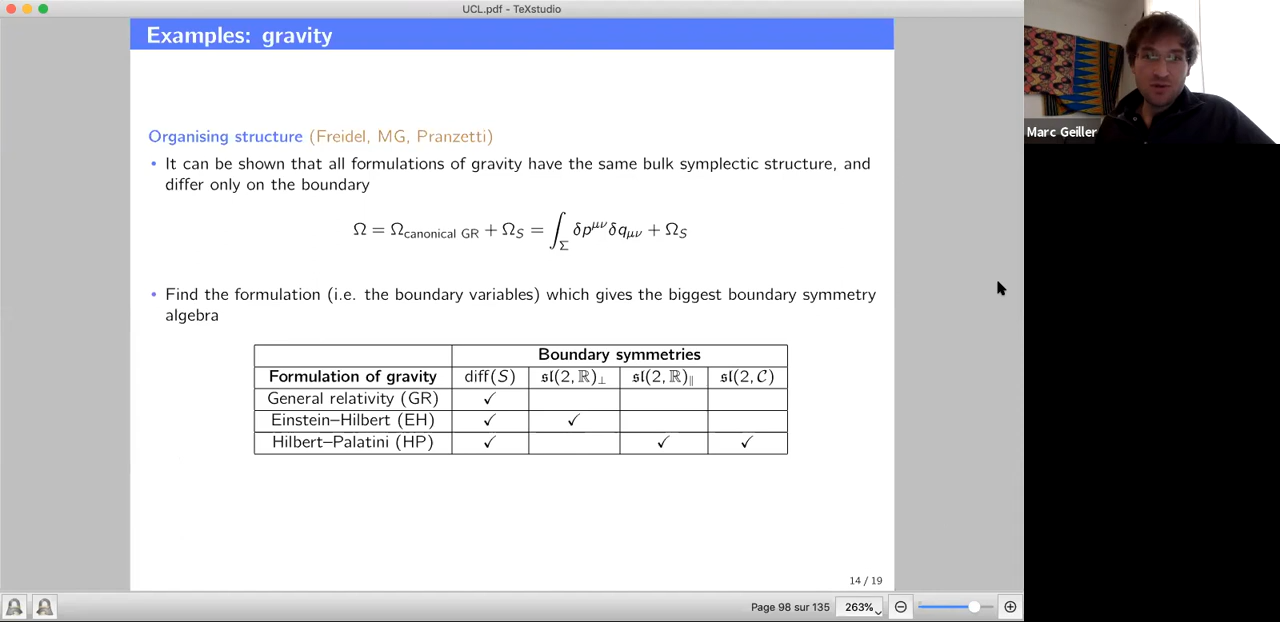 UCL.pdf - TeXstudio
Examples: gravity
Marc Geiller
Organising structure (Freidel, MG, Pranzetti)
• It can be shown that all formulations of gravity have the same bulk symplectic structure, and
differ only on the boundary
Ω = Ω_canonical GR + Ω_S = ∫_Σ δp^μν δq_μν + Ω_S
• Find the formulation (i.e. the boundary variables) which gives the biggest boundary symmetry
algebra
Boundary symmetries
Formulation of gravity diff(S) 𝔰𝔩(2, ℝ)⊥ 𝔰𝔩(2, ℝ)∥ 𝔰𝔩(2, 𝒞)
General relativity (GR) ✓
Einstein–Hilbert (EH) ✓ ✓
Hilbert–Palatini (HP) ✓ ✓ ✓
14 / 19
Page 98 sur 135 263%